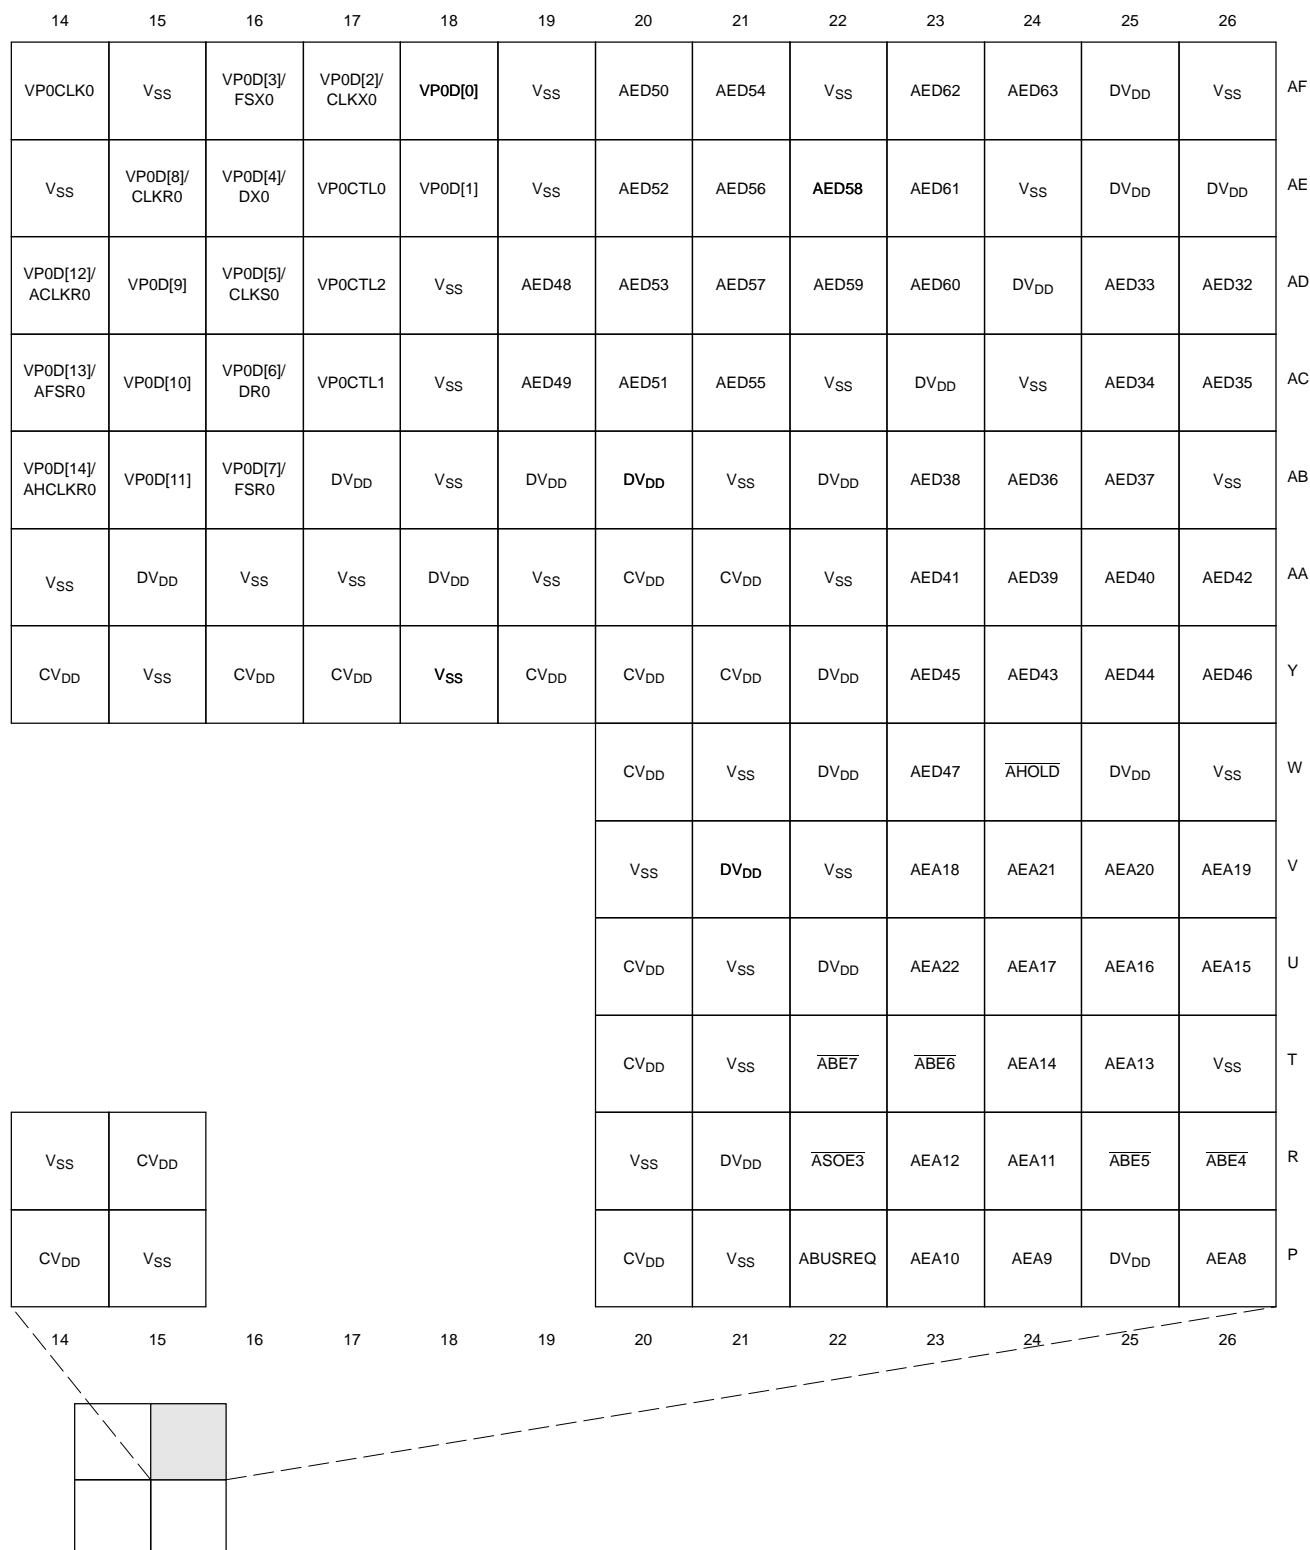 14 15 16 17 18 19 20 21 22 23 24 25 26
VP0CLK0 VSS VP0D[3]/ FSX0 VP0D[2]/ CLKX0 VP0D[0] VSS AED50 AED54 VSS AED62 AED63 DVDD VSS AF
VSS VP0D[8]/ CLKR0 VP0D[4]/ DX0 VP0CTL0 VP0D[1] VSS AED52 AED56 AED58 AED61 VSS DVDD DVDD AE
VP0D[12]/ ACLKR0 VP0D[9] VP0D[5]/ CLKS0 VP0CTL2 VSS AED48 AED53 AED57 AED59 AED60 DVDD AED33 AED32 AD
VP0D[13]/ AFSR0 VP0D[10] VP0D[6]/ DR0 VP0CTL1 VSS AED49 AED51 AED55 VSS DVDD VSS AED34 AED35 AC
VP0D[14]/ AHCLKR0 VP0D[11] VP0D[7]/ FSR0 DVDD VSS DVDD DVDD VSS DVDD AED38 AED36 AED37 VSS AB
VSS DVDD VSS VSS DVDD VSS CVDD CVDD VSS AED41 AED39 AED40 AED42 AA
CVDD VSS CVDD CVDD VSS CVDD CVDD CVDD DVDD AED45 AED43 AED44 AED46 Y
CVDD VSS DVDD AED47 AHOLD DVDD VSS W
VSS DVDD VSS AEA18 AEA21 AEA20 AEA19 V
CVDD VSS DVDD AEA22 AEA17 AEA16 AEA15 U
CVDD VSS ABE7 ABE6 AEA14 AEA13 VSS T
VSS CVDD VSS DVDD ASOE3 AEA12 AEA11 ABE5 ABE4 R
CVDD VSS CVDD VSS ABUSREQ AEA10 AEA9 DVDD AEA8 P
14 15 16 17 18 19 20 21 22 23 24 25 26